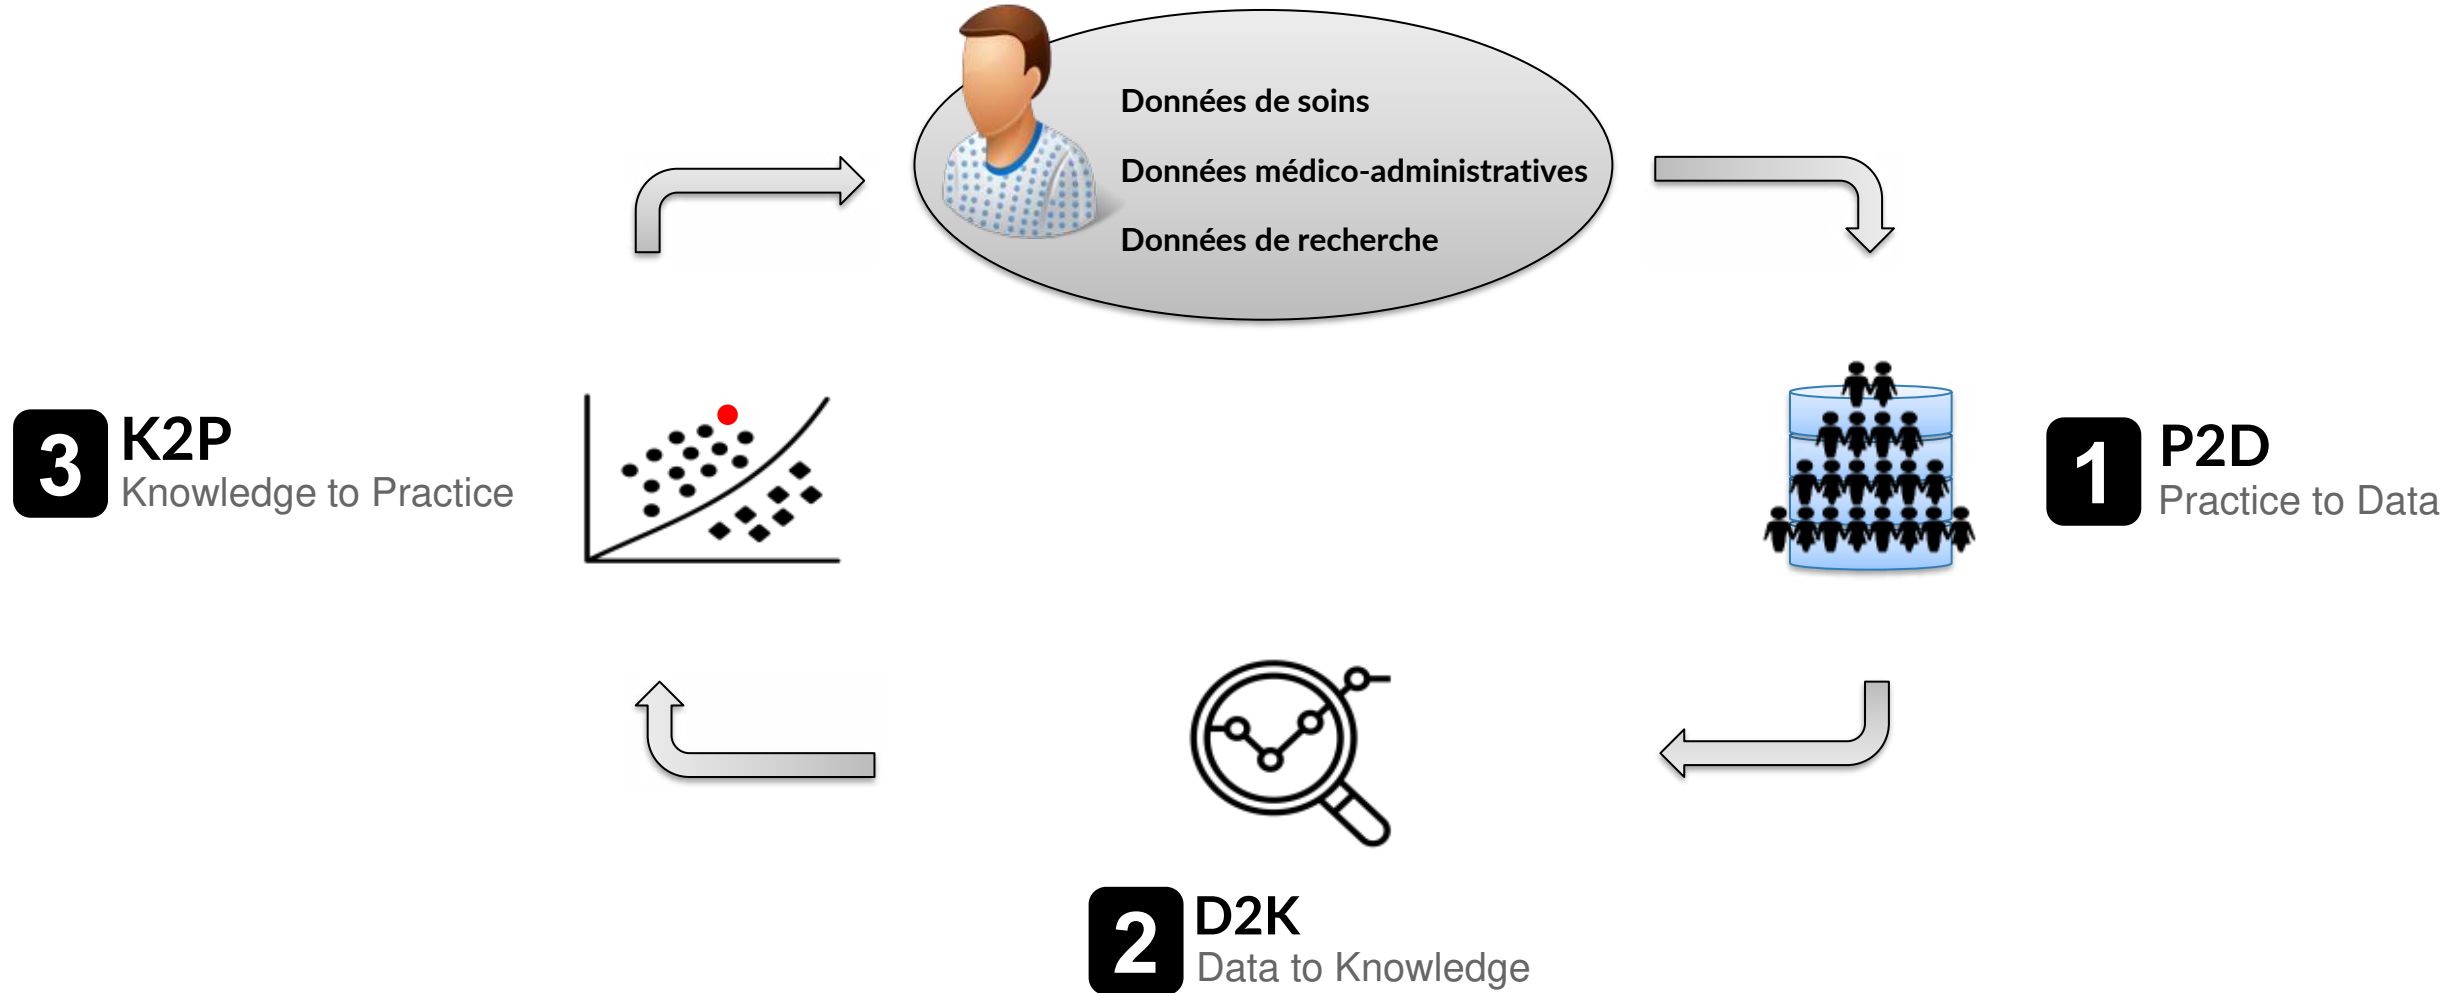 Données de soins
Données médico-administratives
Données de recherche
3 K2P
Knowledge to Practice
1 P2D
Practice to Data
2 D2K
Data to Knowledge